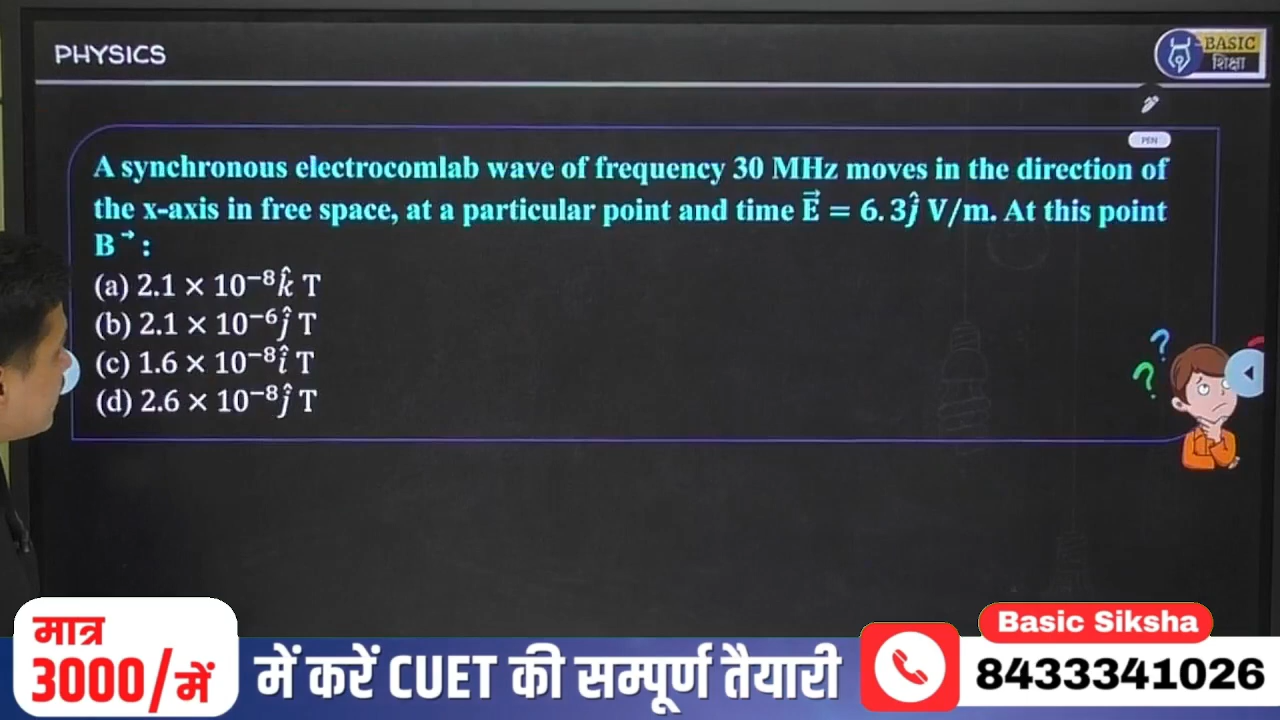 PHYSICS
BASIC
शिक्षा
PEN
A synchronous electrocomlab wave of frequency 30 MHz moves in the direction of
the x-axis in free space, at a particular point and time E⃗ = 6.3ĵ V/m. At this point
B→ :
(a) 2.1 × 10⁻⁸k̂ T
(b) 2.1 × 10⁻⁶ĵ T
(c) 1.6 × 10⁻⁸î T
(d) 2.6 × 10⁻⁸ĵ T
? ?
मात्र
3000/में
में करें CUET की सम्पूर्ण तैयारी
Basic Siksha
8433341026